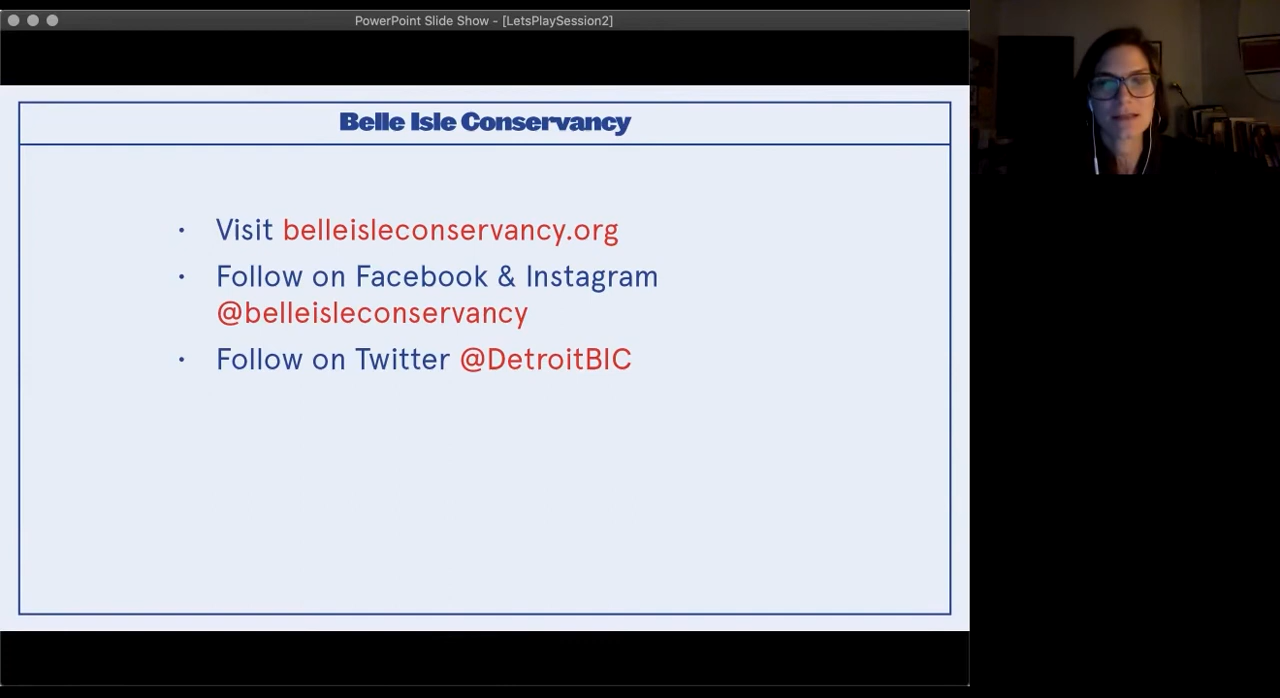 PowerPoint Slide Show - [LetsPlaySession2]
Belle Isle Conservancy
• Visit belleisleconservancy.org
• Follow on Facebook & Instagram
@belleisleconservancy
• Follow on Twitter @DetroitBIC